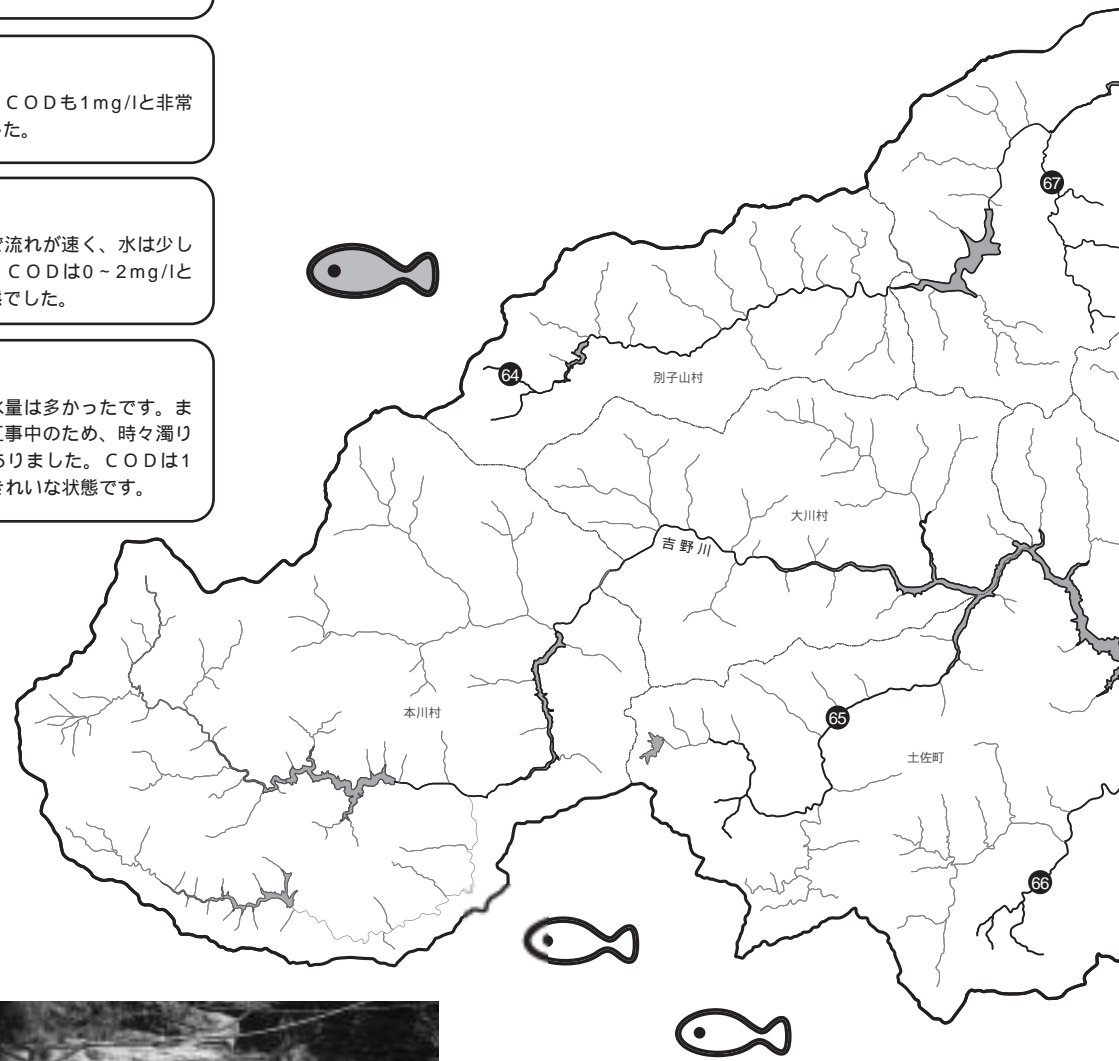 CODも1mg/lと非常
た。
流れが速く、水は少し
CODは0~2mg/lと
でした。
水量は多かったです。ま
工事中のため、時々濁り
ありました。CODは1
きれいな状態です。
67
64
別子山村
大川村
吉野川
本川村
65
土佐町
66